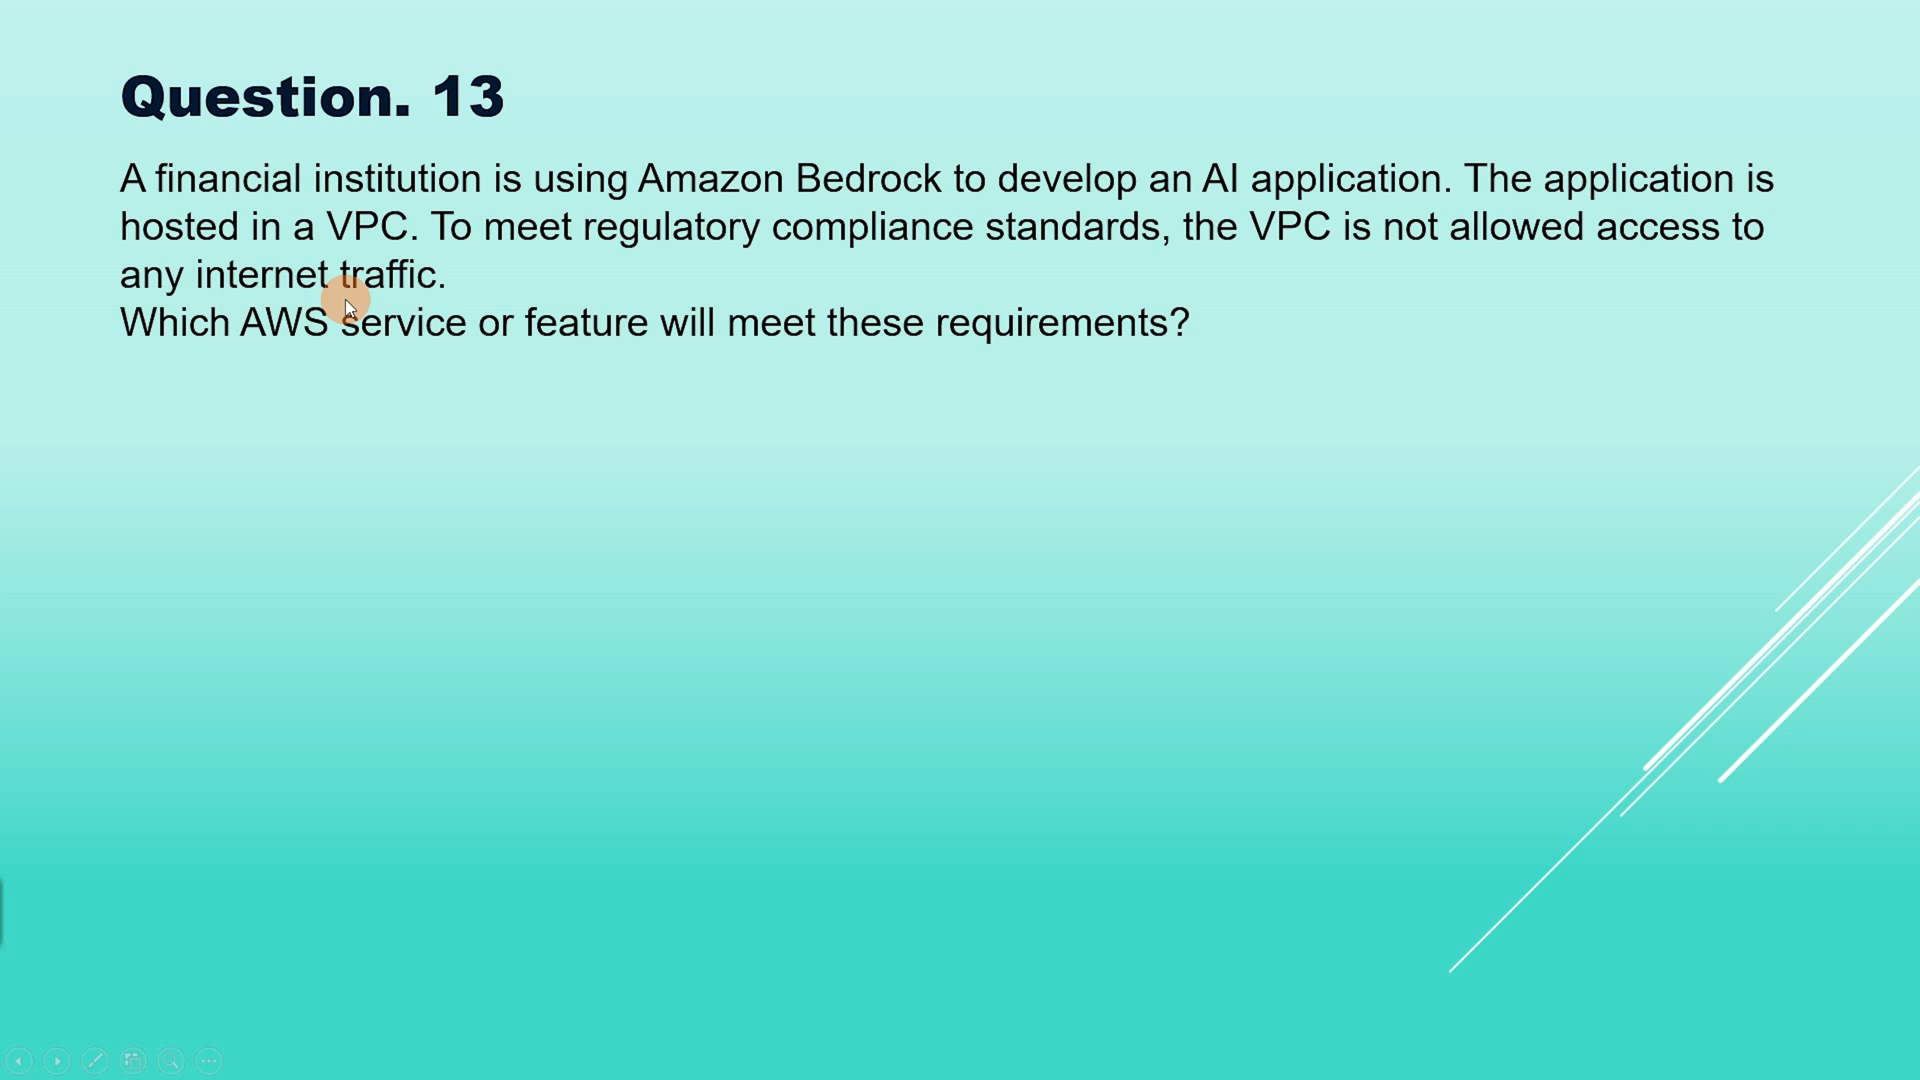 Question. 13
A financial institution is using Amazon Bedrock to develop an AI application. The application is
hosted in a VPC. To meet regulatory compliance standards, the VPC is not allowed access to
any internet traffic.
Which AWS service or feature will meet these requirements?